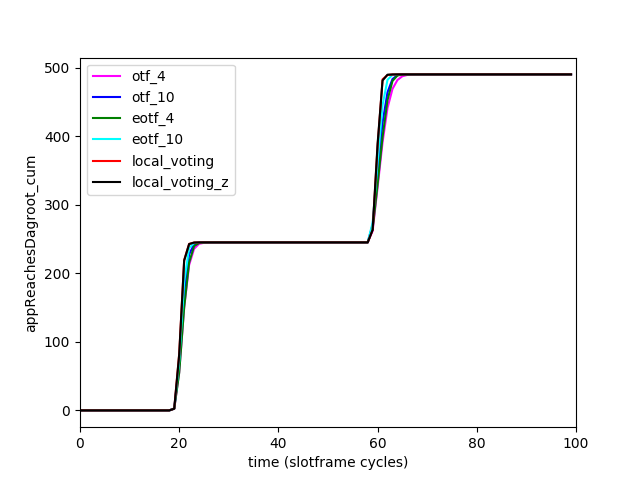 500
400
300
200
100
0
appReachesDagroot_cum
otf_4
otf_10
eotf_4
eotf_10
local_voting
local_voting_z
0 20 40 60 80 100
time (slotframe cycles)